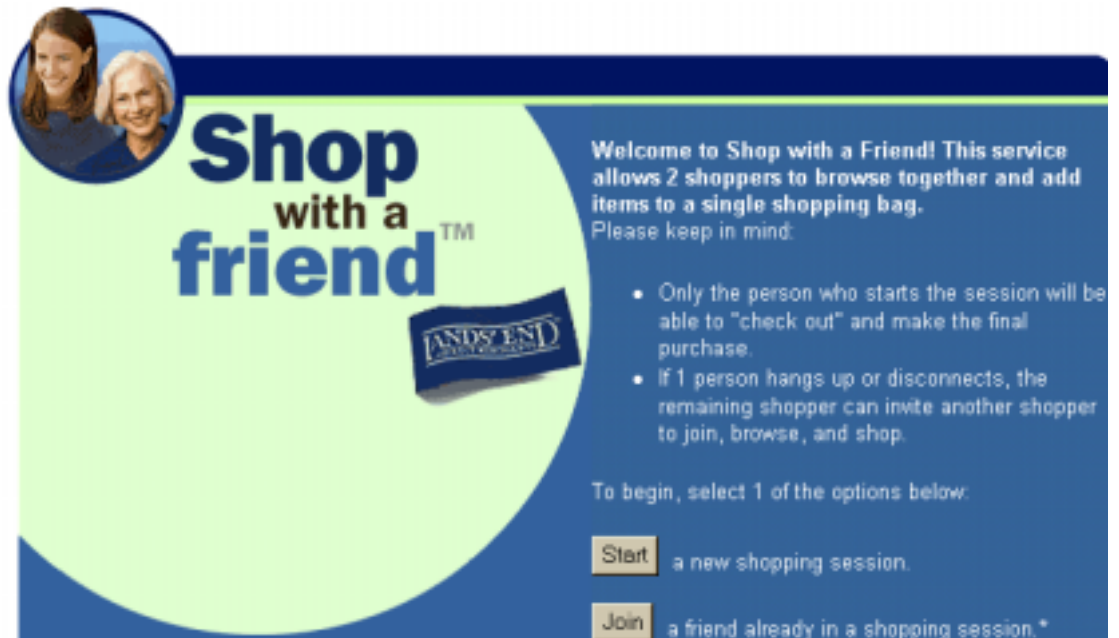 Shop
with a
friend™
LANDS' END
Welcome to Shop with a Friend! This service
allows 2 shoppers to browse together and add
items to a single shopping bag.
Please keep in mind:
• Only the person who starts the session will be
able to "check out" and make the final
purchase.
• If 1 person hangs up or disconnects, the
remaining shopper can invite another shopper
to join, browse, and shop.
To begin, select 1 of the options below:
Start a new shopping session.
Join a friend already in a shopping session.*